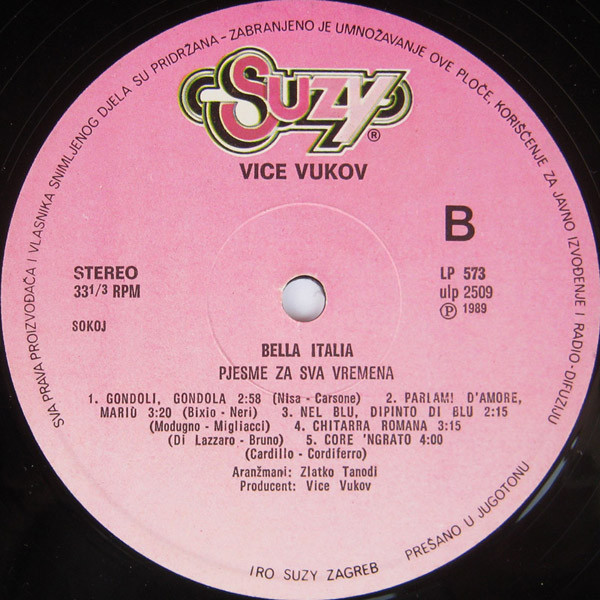 SVA PRAVA PROIZVOĐAČA I VLASNIKA SNIMLJENOG DJELA SU PRIDRŽANA - ZABRANJENO JE UMNOŽAVANJE OVE PLOČE, KORIŠĆENJE ZA JAVNO IZVOĐENJE I RADIO-DIFUZIJU
SUZY ®
VICE VUKOV
B
STEREO
33 1/3 RPM
SOKOJ
LP 573
ulp 2509
Ⓟ 1989
BELLA ITALIA
PJESME ZA SVA VREMENA
1. GONDOLI, GONDOLA 2:58 (Nisa - Carsone) 2. PARLAMI D'AMORE,
MARIÙ 3:20 (Bixio - Neri) 3. NEL BLU, DIPINTO DI BLU 2:15
(Modugno - Migliacci) 4. CHITARRA ROMANA 3:15
(Di Lazzaro - Bruno) 5. CORE 'NGRATO 4:00
(Cardillo - Cordiferro)
Aranžmani: Zlatko Tanodi
Producent: Vice Vukov
IRO SUZY ZAGREB
PREŠANO U JUGOTONU